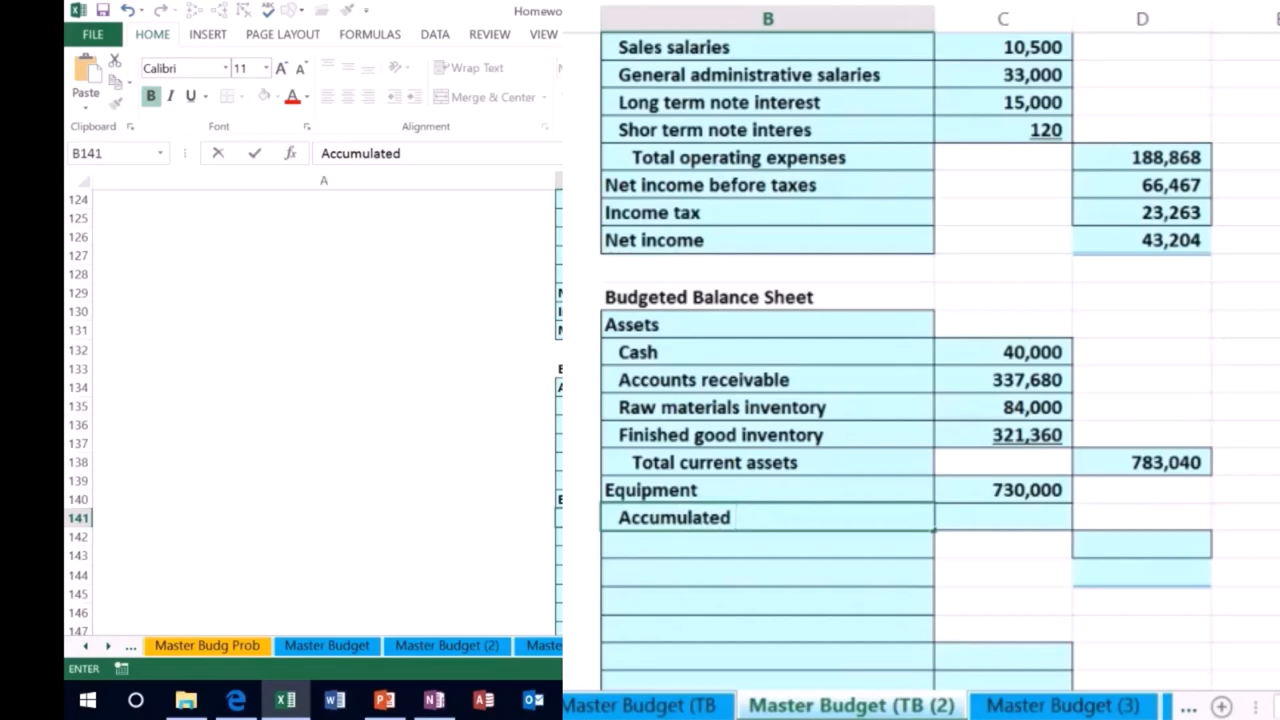 Homewo
FILE HOME INSERT PAGE LAYOUT FORMULAS DATA REVIEW VIEW
Calibri 11 Wrap Text
Paste B I U A Merge & Center
Clipboard Font Alignment
B141 fx Accumulated
A
124
125
126
127
128
129
130
131
132
133
134
135
136
137
138
139
140
141
142
143
144
145
146
147
... Master Budg Prob Master Budget Master Budget (2) Maste
ENTER
B C D
Sales salaries 10,500
General administrative salaries 33,000
Long term note interest 15,000
Shor term note interes 120
Total operating expenses 188,868
Net income before taxes 66,467
Income tax 23,263
Net income 43,204
Budgeted Balance Sheet
Assets
Cash 40,000
Accounts receivable 337,680
Raw materials inventory 84,000
Finished good inventory 321,360
Total current assets 783,040
Equipment 730,000
Accumulated
Master Budget (TB Master Budget (TB (2) Master Budget (3) ...